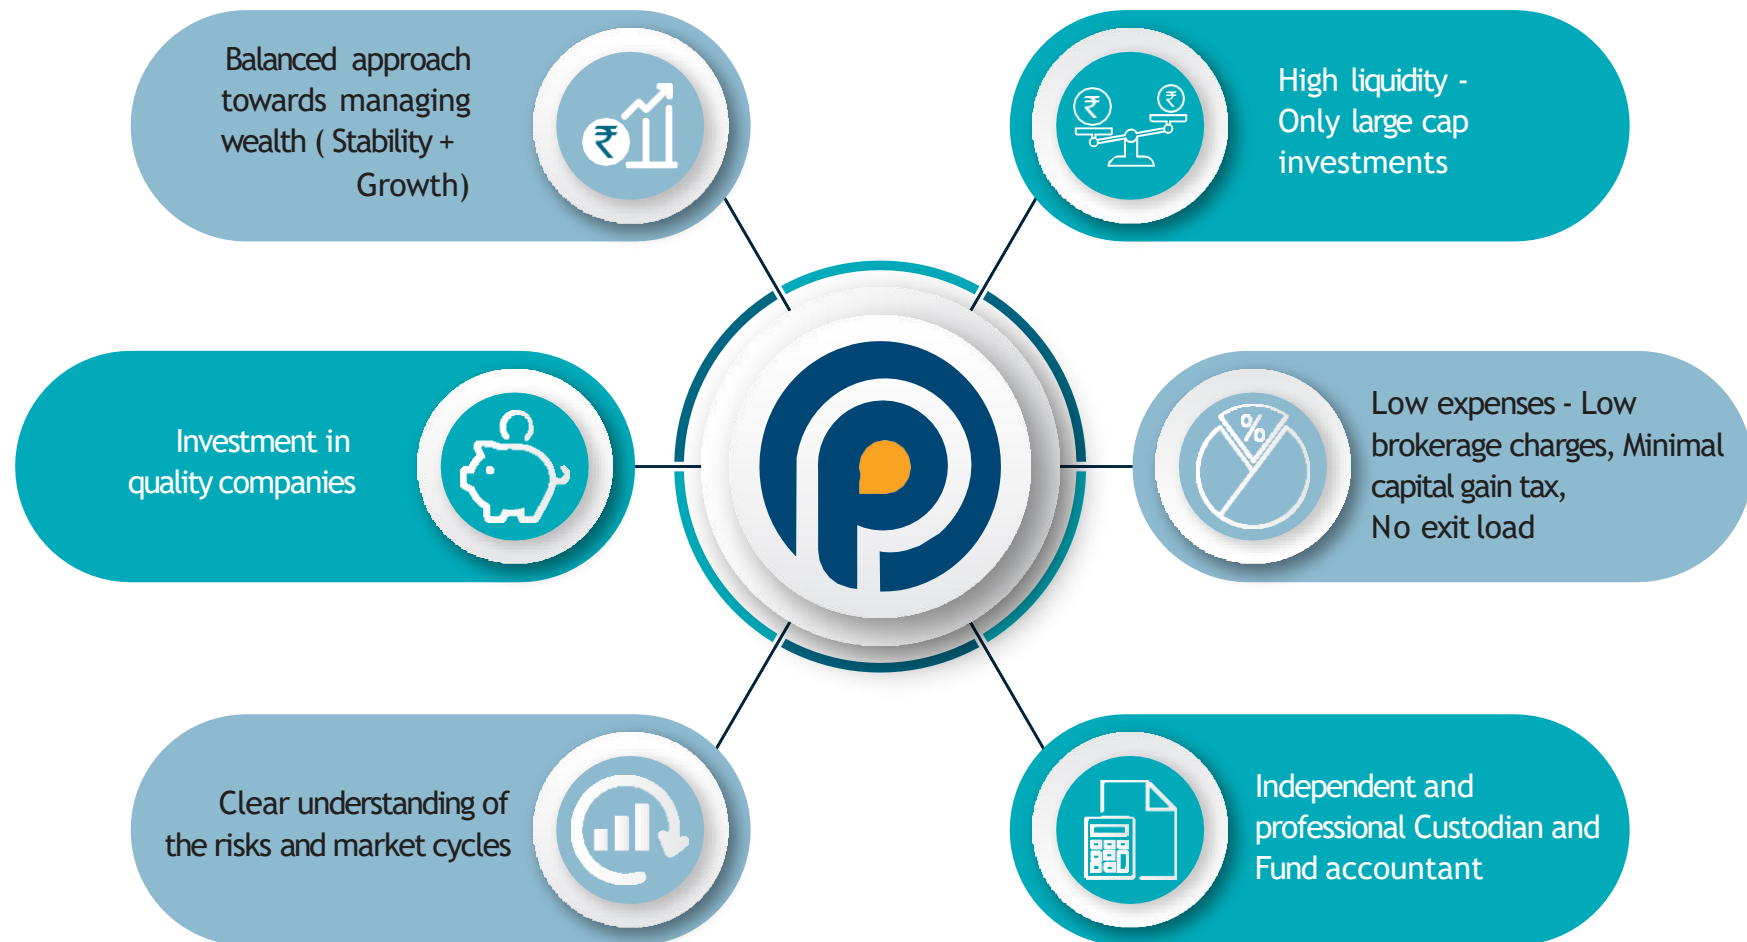 Balanced approach
towards managing
wealth ( Stability +
Growth)
₹
₹
₹
High liquidity -
Only large cap
investments
Investment in
quality companies
%
Low expenses - Low
brokerage charges, Minimal
capital gain tax,
No exit load
Clear understanding of
the risks and market cycles
Independent and
professional Custodian and
Fund accountant